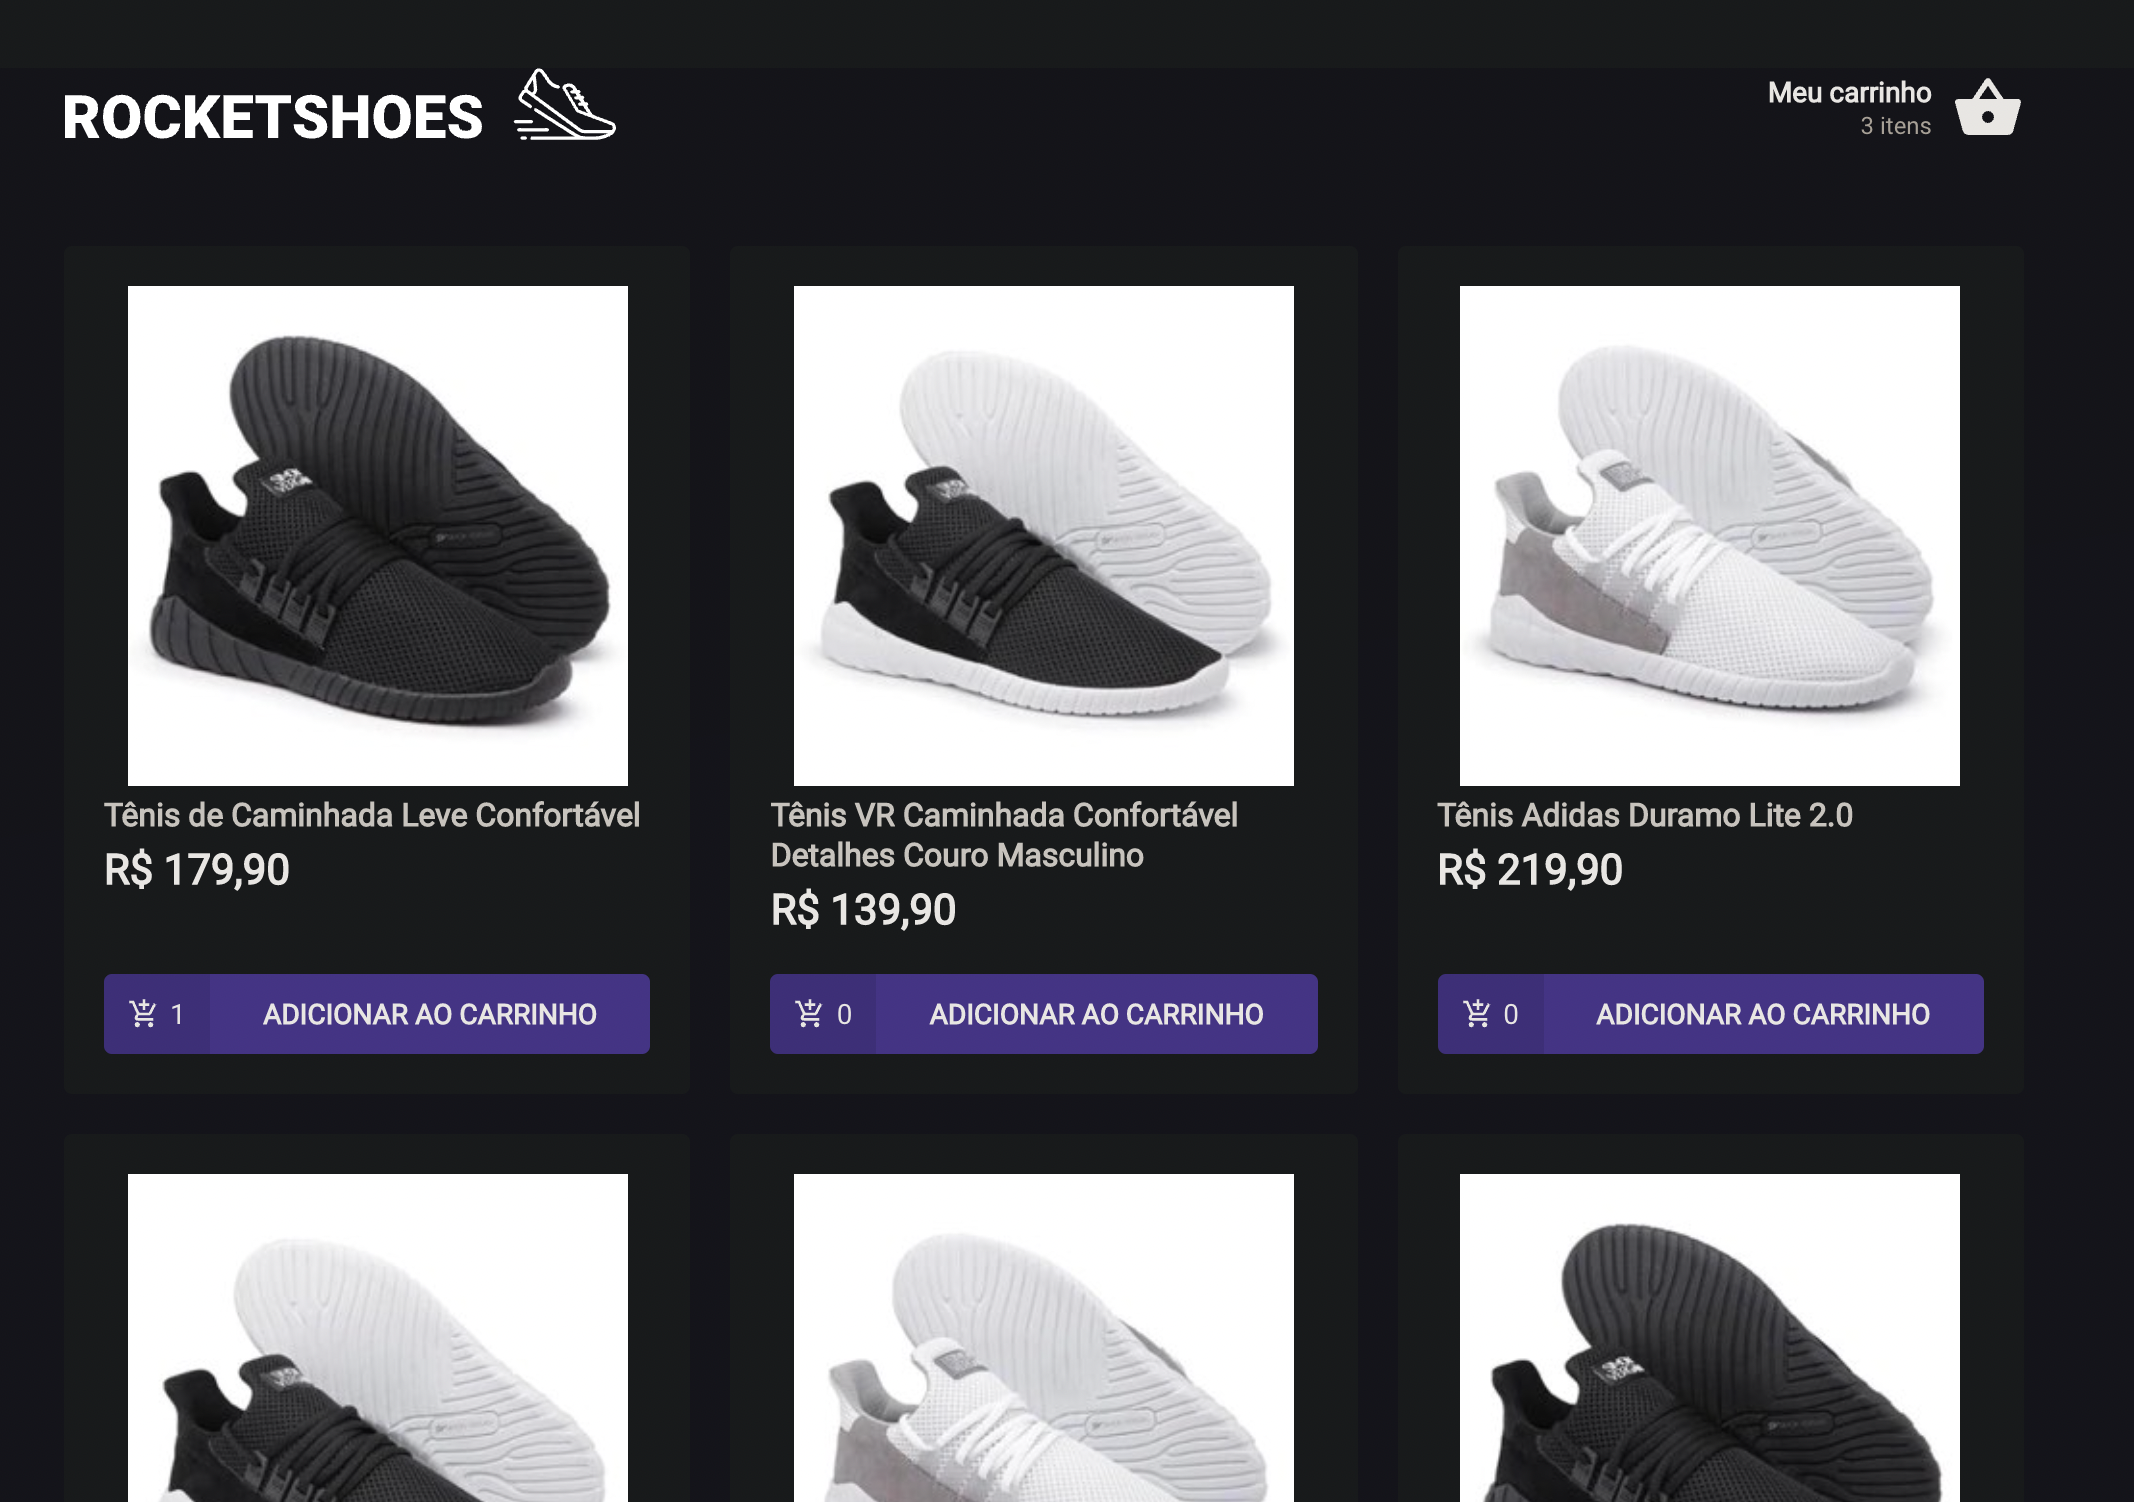 ROCKETSHOES
Meu carrinho
3 itens
Tênis de Caminhada Leve Confortável
R$ 179,90
1 ADICIONAR AO CARRINHO
Tênis VR Caminhada Confortável
Detalhes Couro Masculino
R$ 139,90
0 ADICIONAR AO CARRINHO
Tênis Adidas Duramo Lite 2.0
R$ 219,90
0 ADICIONAR AO CARRINHO